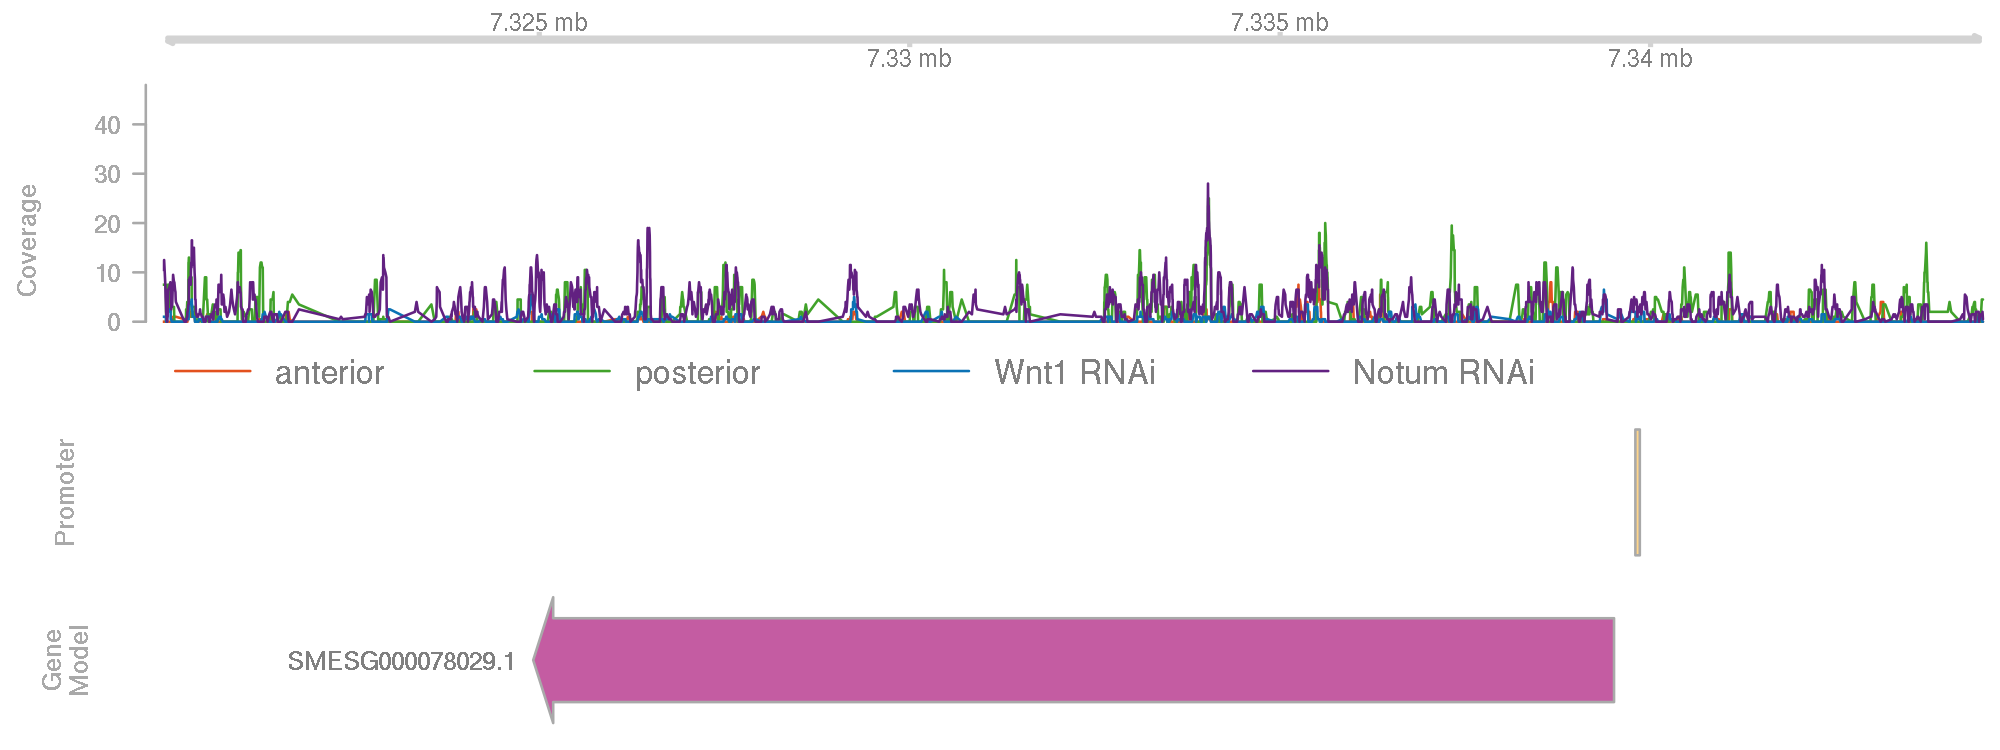 7.325 mb
7.335 mb
7.33 mb
7.34 mb
Coverage
40
30
20
10
0
anterior posterior Wnt1 RNAi Notum RNAi
Promoter
Gene
Model
SMESG000078029.1